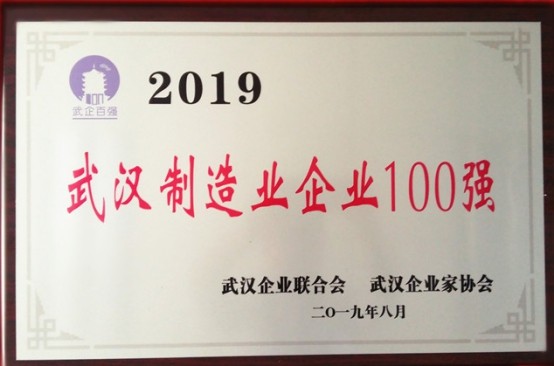 武企百强
2019
武汉制造业企业100强
武汉企业联合会 武汉企业家协会
二〇一九年八月